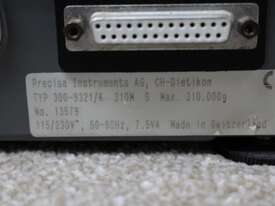 Precisa Instruments AG, CH-Dietikon
TYP 300-9321/A 310M S Max. 310.000g
No. 13579
115/230V~, 50-60Hz, 7.5VA Made in Switzerland